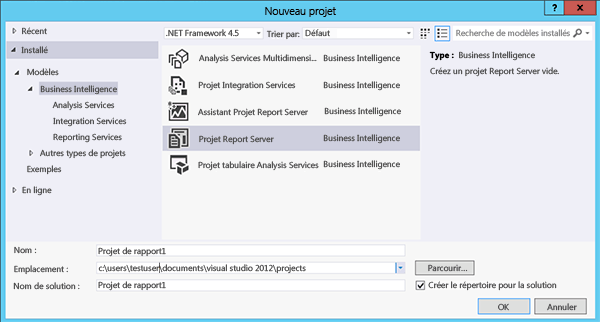 Nouveau projet
? ×
Récent
Installé
Modèles
Business Intelligence
Analysis Services
Integration Services
Reporting Services
Autres types de projets
Exemples
En ligne
.NET Framework 4.5 Trier par : Défaut
Recherche de modèles installés
Analysis Services Multidimensi... Business Intelligence
Projet Integration Services Business Intelligence
Assistant Projet Report Server Business Intelligence
Projet Report Server Business Intelligence
Projet tabulaire Analysis Services Business Intelligence
Type : Business Intelligence
Créez un projet Report Server vide.
Nom : Projet de rapport1
Emplacement : c:\users\testuser\documents\visual studio 2012\projects Parcourir...
Nom de solution : Projet de rapport1 Créer le répertoire pour la solution
OK Annuler